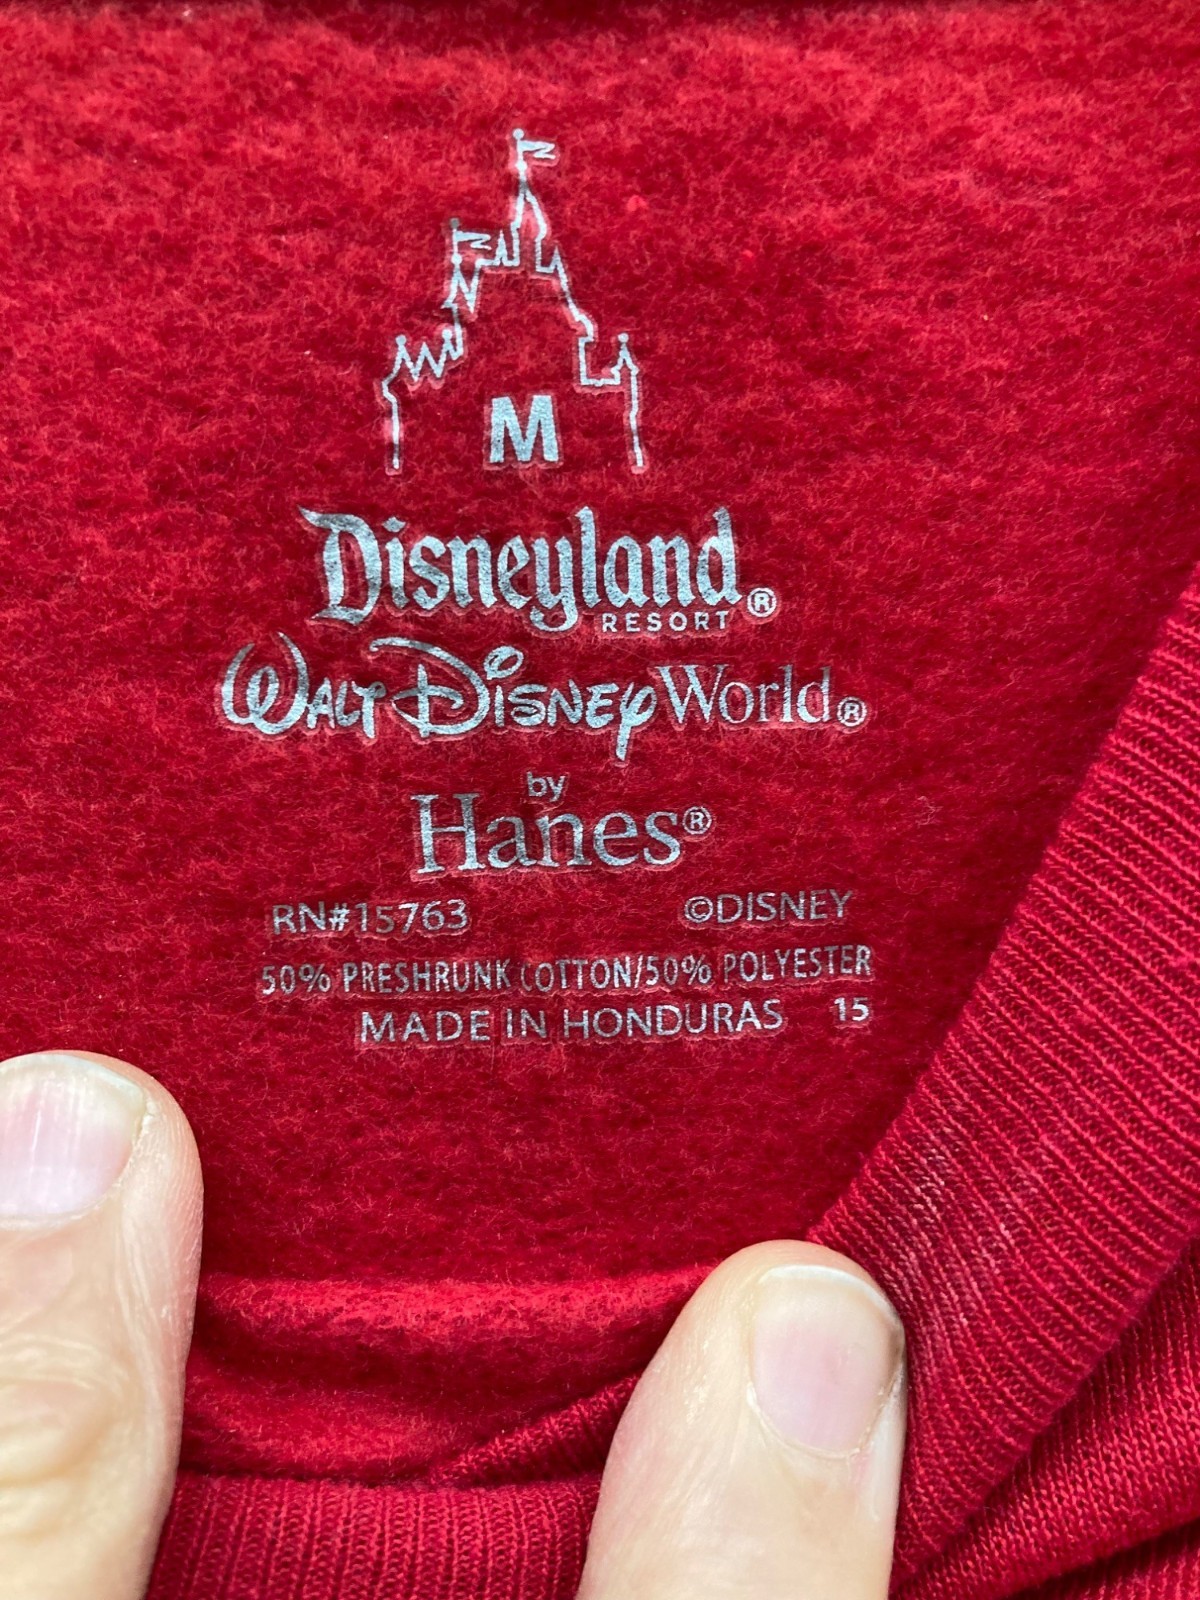 M
Disneyland®
RESORT
WALT DISNEY World®
by
Hanes®
RN#15763 ©DISNEY
50% PRESHRUNK COTTON/50% POLYESTER
MADE IN HONDURAS 15